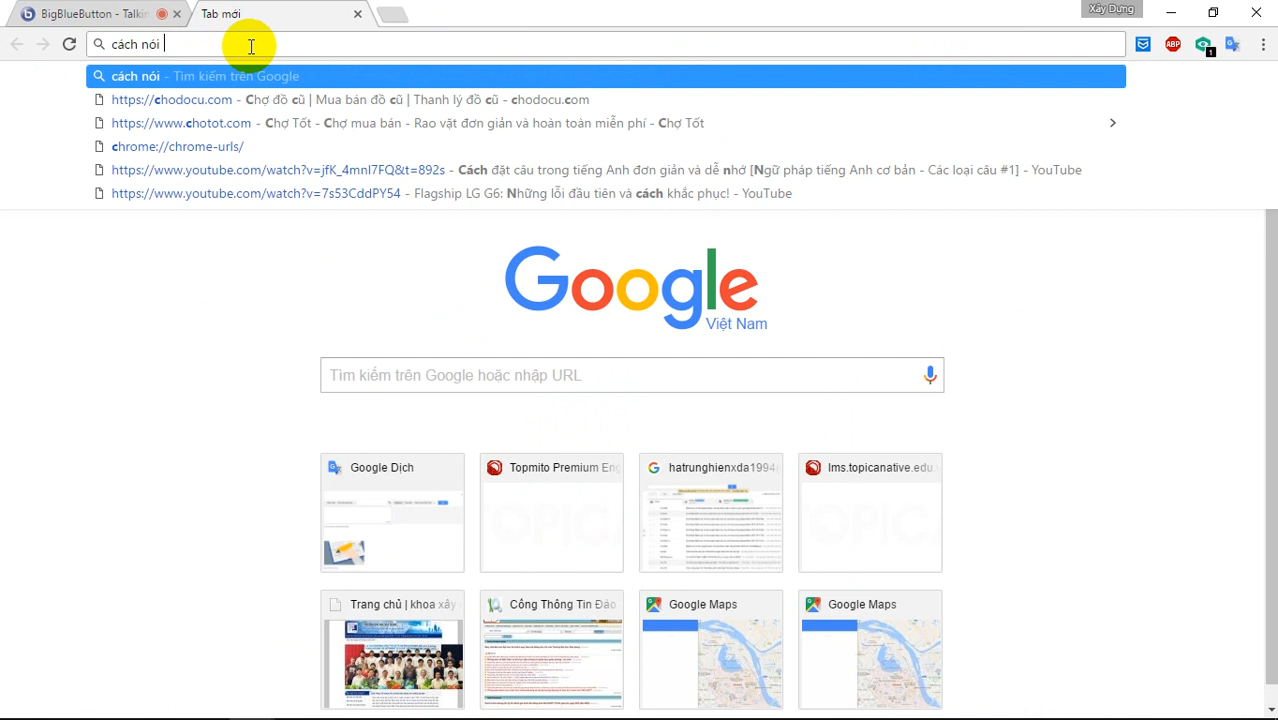 BigBlueButton - Talkin
Tab mới
Xây Dựng
cách nói
ABP
1
cách nói - Tìm kiếm trên Google
https://chodocu.com - Chợ đồ cũ | Mua bán đồ cũ | Thanh lý đồ cũ - chodocu.com
https://www.chotot.com - Chợ Tốt - Chợ mua bán - Rao vặt đơn giản và hoàn toàn miễn phí - Chợ Tốt
chrome://chrome-urls/
https://www.youtube.com/watch?v=jfK_4mnI7FQ&t=892s - Cách đặt câu trong tiếng Anh đơn giản và dễ nhớ [Ngữ pháp tiếng Anh cơ bản - Các loại câu #1] - YouTube
https://www.youtube.com/watch?v=7s53CddPY54 - Flagship LG G6: Những lỗi đầu tiên và cách khắc phục! - YouTube
Google
Việt Nam
Tìm kiếm trên Google hoặc nhập URL
Google Dịch
Topmito Premium En
hatrunghienxda1994
lms.topicanative.edu.
Trang chủ | khoa xây
Công Thông Tin Đào
Google Maps
Google Maps